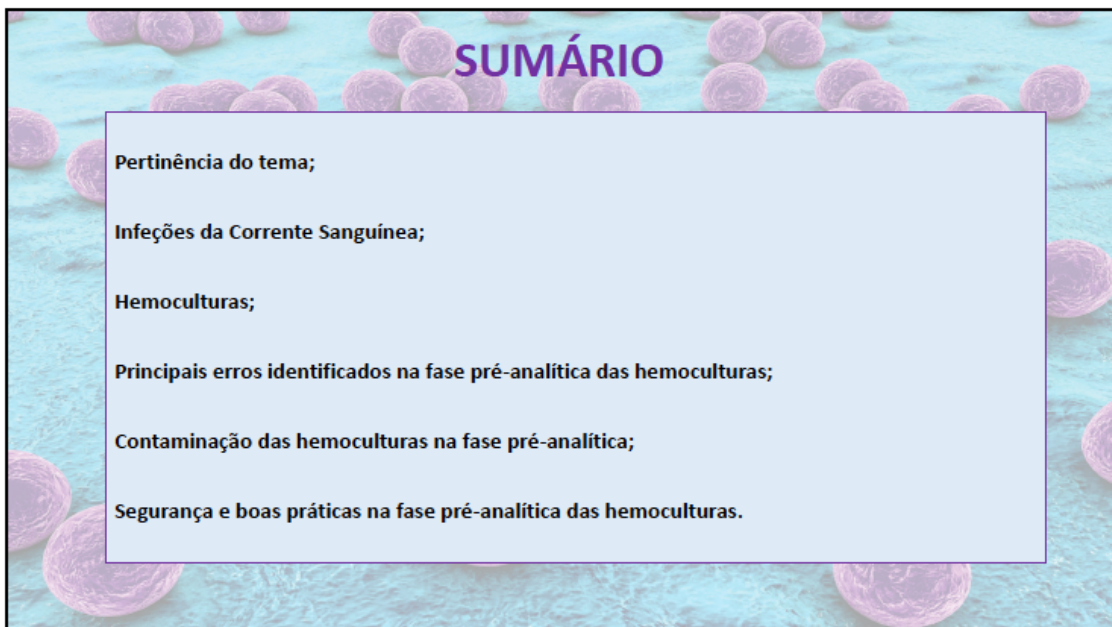 SUMÁRIO
Pertinência do tema;
Infeções da Corrente Sanguínea;
Hemoculturas;
Principais erros identificados na fase pré-analítica das hemoculturas;
Contaminação das hemoculturas na fase pré-analítica;
Segurança e boas práticas na fase pré-analítica das hemoculturas.